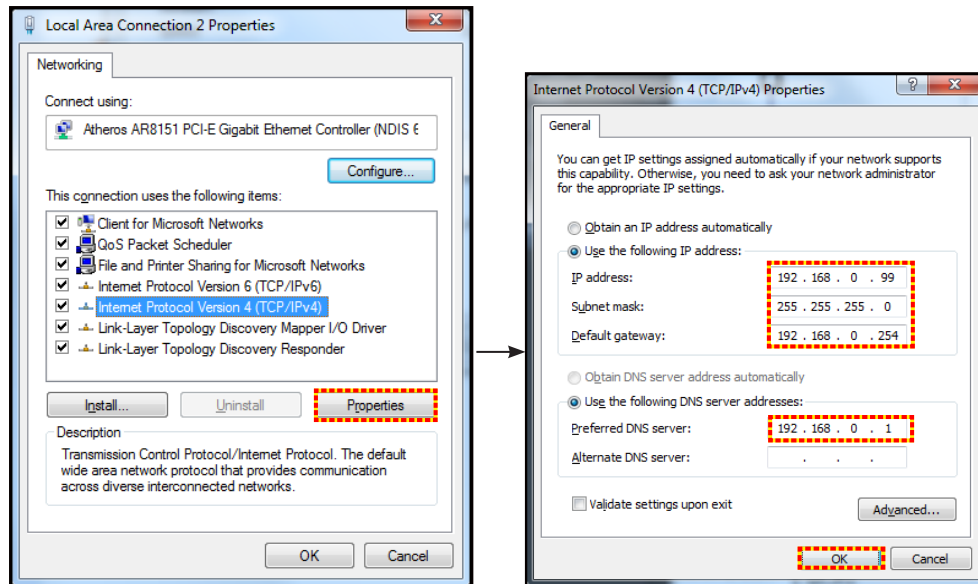 Local Area Connection 2 Properties
Networking
Connect using:
Atheros AR8151 PCI-E Gigabit Ethernet Controller (NDIS 6
Configure...
This connection uses the following items:
Client for Microsoft Networks
QoS Packet Scheduler
File and Printer Sharing for Microsoft Networks
Internet Protocol Version 6 (TCP/IPv6)
Internet Protocol Version 4 (TCP/IPv4)
Link-Layer Topology Discovery Mapper I/O Driver
Link-Layer Topology Discovery Responder
Install...
Uninstall
Properties
Description
Transmission Control Protocol/Internet Protocol. The default
wide area network protocol that provides communication
across diverse interconnected networks.
OK
Cancel
Internet Protocol Version 4 (TCP/IPv4) Properties
General
You can get IP settings assigned automatically if your network supports
this capability. Otherwise, you need to ask your network administrator
for the appropriate IP settings.
Obtain an IP address automatically
Use the following IP address:
IP address: 192 . 168 . 0 . 99
Subnet mask: 255 . 255 . 255 . 0
Default gateway: 192 . 168 . 0 . 254
Obtain DNS server address automatically
Use the following DNS server addresses:
Preferred DNS server: 192 . 168 . 0 . 1
Alternate DNS server: . . .
Validate settings upon exit
Advanced...
OK
Cancel